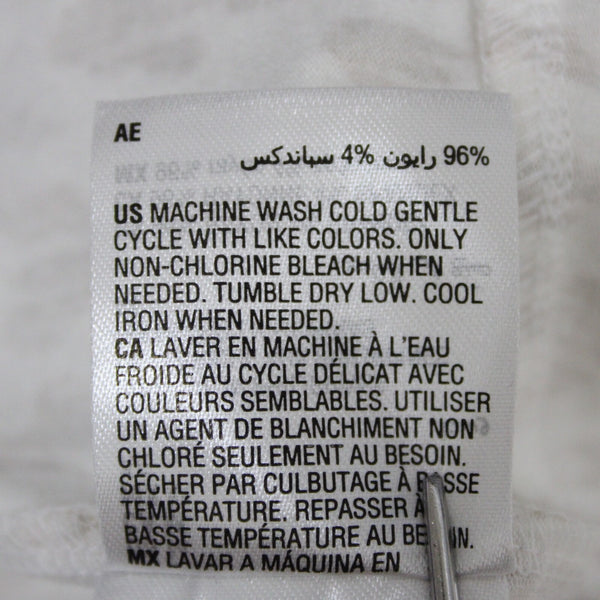 AE
96% رايون 4% سباندكس
US MACHINE WASH COLD GENTLE
CYCLE WITH LIKE COLORS. ONLY
NON-CHLORINE BLEACH WHEN
NEEDED. TUMBLE DRY LOW. COOL
IRON WHEN NEEDED.
CA LAVER EN MACHINE À L'EAU
FROIDE AU CYCLE DÉLICAT AVEC
COULEURS SEMBLABLES. UTILISER
UN AGENT DE BLANCHIMENT NON
CHLORÉ SEULEMENT AU BESOIN.
SÉCHER PAR CULBUTAGE À BASSE
TEMPÉRATURE. REPASSER À
BASSE TEMPÉRATURE AU
MX LAVAR A MÁQUINA EN